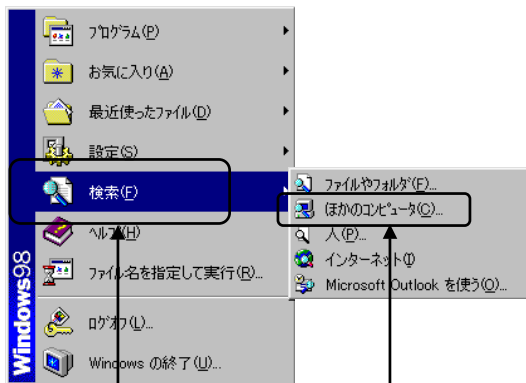 プログラム(P)
お気に入り(A)
最近使ったファイル(D)
設定(S)
検索(F)
ヘルプ(H)
ファイル名を指定して実行(R)...
ログオフ(L)...
Windows の終了(U)...
Windows98
ファイルやフォルダ(F)...
ほかのコンピュータ(C)...
人(P)...
インターネット(I)
Microsoft Outlook を使う(O)...